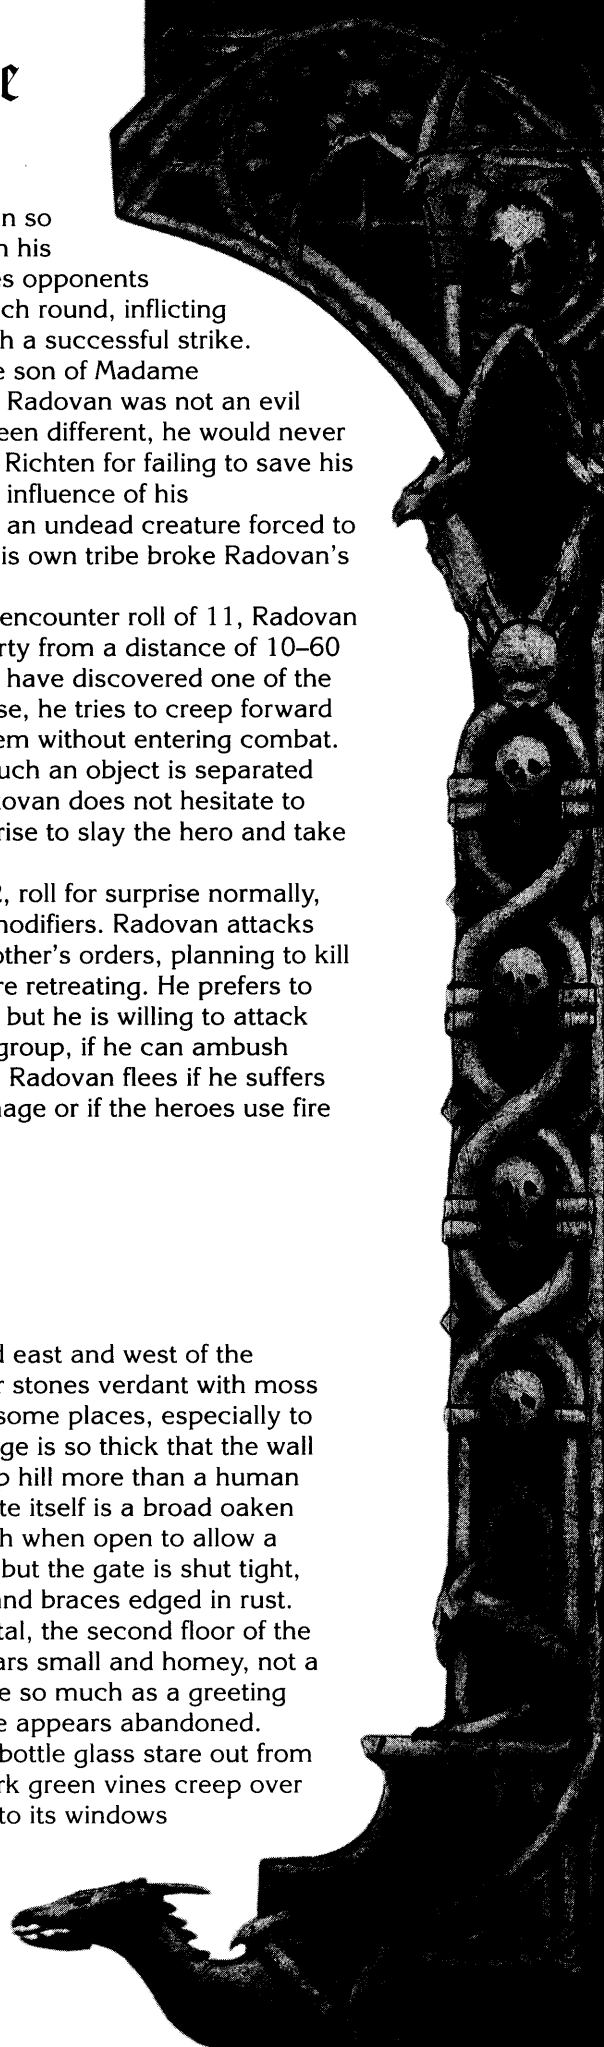 e
n so
n his
es opponents
ch round, inflicting
h a successful strike.
e son of Madame
Radovan was not an evil
een different, he would never
Richten for failing to save his
influence of his
an undead creature forced to
is own tribe broke Radovan's
encounter roll of 11, Radovan
rty from a distance of 10–60
have discovered one of the
se, he tries to creep forward
em without entering combat.
uch an object is separated
ovan does not hesitate to
rise to slay the hero and take
, roll for surprise normally,
nodifiers. Radovan attacks
other's orders, planning to kill
re retreating. He prefers to
but he is willing to attack
group, if he can ambush
Radovan flees if he suffers
nage or if the heroes use fire
d east and west of the
r stones verdant with moss
some places, especially to
ge is so thick that the wall
o hill more than a human
te itself is a broad oaken
h when open to allow a
but the gate is shut tight,
and braces edged in rust.
tal, the second floor of the
ars small and homey, not a
e so much as a greeting
e appears abandoned.
bottle glass stare out from
rk green vines creep over
to its windows